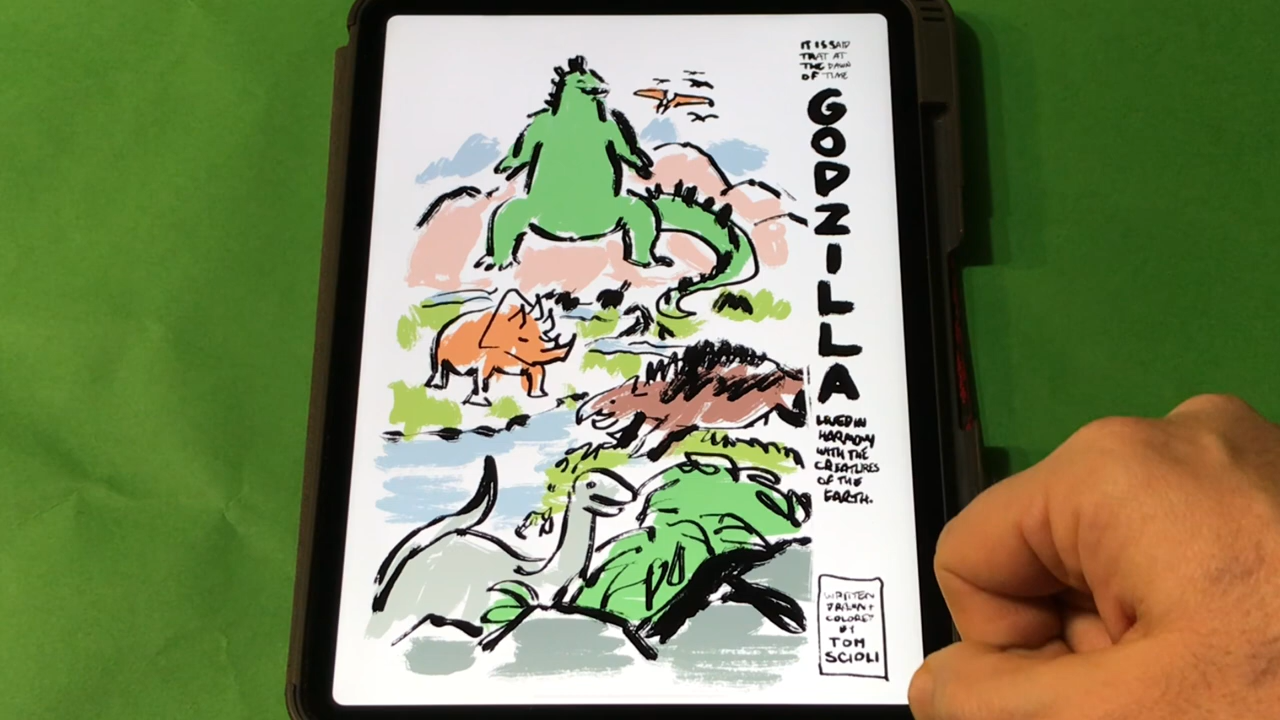 IT IS SAID
THAT AT
THE DAWN
OF TIME
GODZILLA
LIVED IN
HARMONY
WITH THE
CREATURES
OF THE
EARTH.
WRITTEN
DRAWN +
COLORED
BY
TOM
SCIOLI